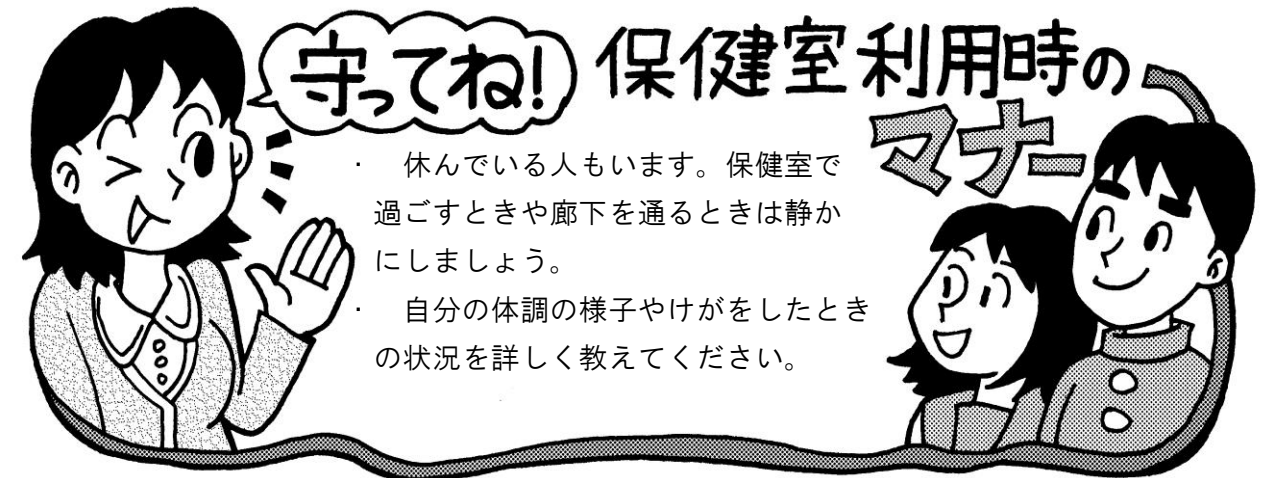 守ってね!
保健室利用時の
マナー
・　休んでいる人もいます。保健室で
過ごすときや廊下を通るときは静か
にしましょう。
・　自分の体調の様子やけがをしたとき
の状況を詳しく教えてください。